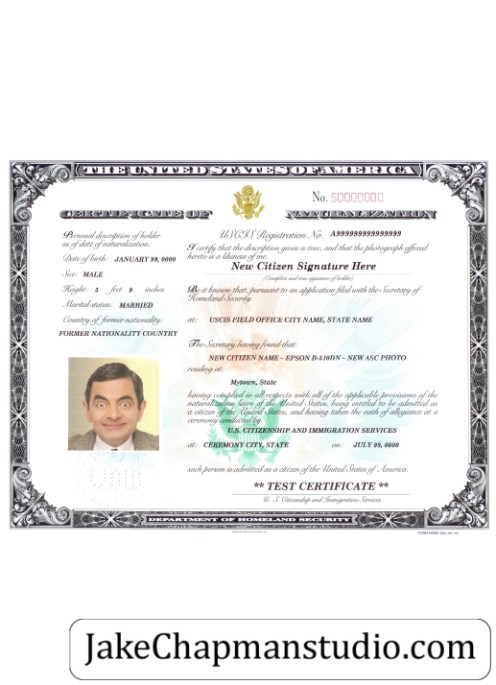 THE UNITED STATES OF AMERICA
No. S0000000
CERTIFICATE OF NATURALIZATION
Personal description of holder
as of date of naturalization:
Date of birth: JANUARY 99, 0000
Sex: MALE
Height: 5 feet 9 inches
Marital status: MARRIED
Country of former nationality:
FORMER NATIONALITY COUNTRY
USCIS Registration No. A999999999999999
I certify that the description given is true, and that the photograph affixed
hereto is a likeness of me.
New Citizen Signature Here
(Complete and true signature of holder)
Be it known that, pursuant to an application filed with the Secretary of
Homeland Security
at: USCIS FIELD OFFICE CITY NAME, STATE NAME
The Secretary having found that:
NEW CITIZEN NAME – EPSON B-510DN – NEW ASC PHOTO
residing at:
Mytown, State
having complied in all respects with all of the applicable provisions of the
naturalization laws of the United States, being entitled to be admitted as
a citizen of the United States, and having taken the oath of allegiance at a
ceremony conducted by
U.S. CITIZENSHIP AND IMMIGRATION SERVICES
at: CEREMONY CITY, STATE on: JULY 99, 0000
such person is admitted as a citizen of the United States of America.
** TEST CERTIFICATE **
U. S. Citizenship and Immigration Services
DEPARTMENT OF HOMELAND SECURITY
JakeChapmanstudio.com